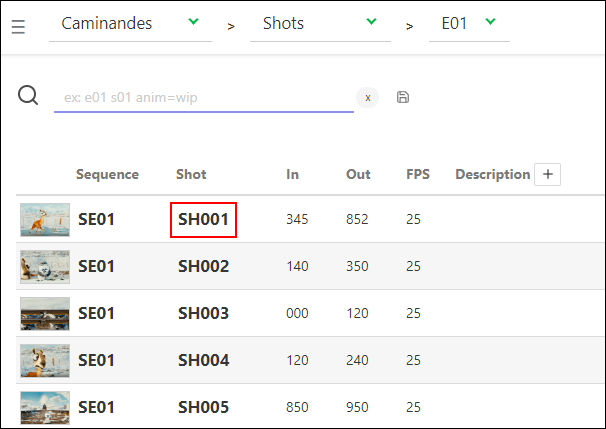 Caminandes > Shots > E01
ex: e01 s01 anim=wip x
Sequence Shot In Out FPS Description +
SE01 SH001 345 852 25
SE01 SH002 140 350 25
SE01 SH003 000 120 25
SE01 SH004 120 240 25
SE01 SH005 850 950 25